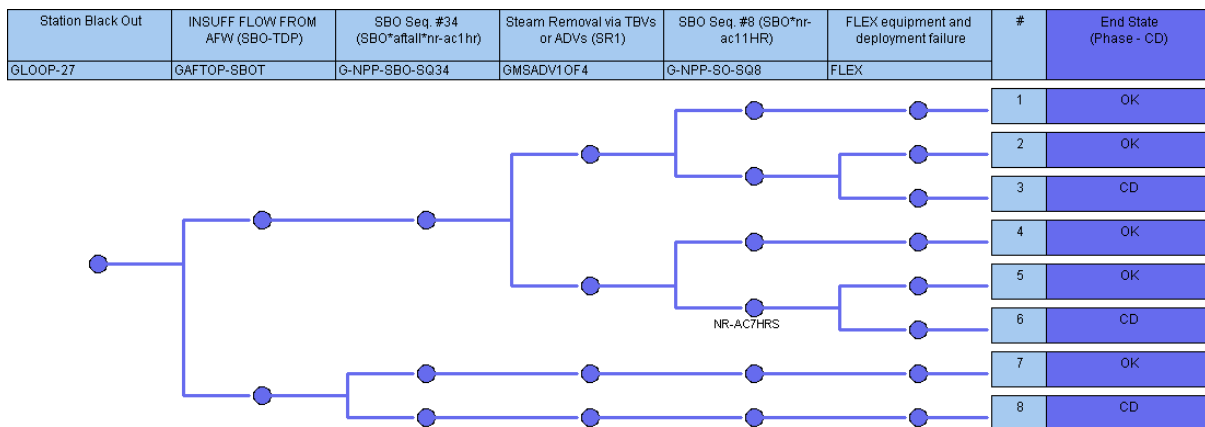 Station Black Out
INSUFF FLOW FROM
AFW (SBO-TDP)
SBO Seq. #34
(SBO*aftall*nr-ac1hr)
Steam Removal via TBVs
or ADVs (SR1)
SBO Seq. #8 (SBO*nr-
ac11HR)
FLEX equipment and
deployment failure
#
End State
(Phase - CD)
GLOOP-27
GAFTOP-SBOT
G-NPP-SBO-SQ34
GMSADV1OF4
G-NPP-SO-SQ8
FLEX
1
OK
2
OK
3
CD
4
OK
5
OK
NR-AC7HRS
6
CD
7
OK
8
CD